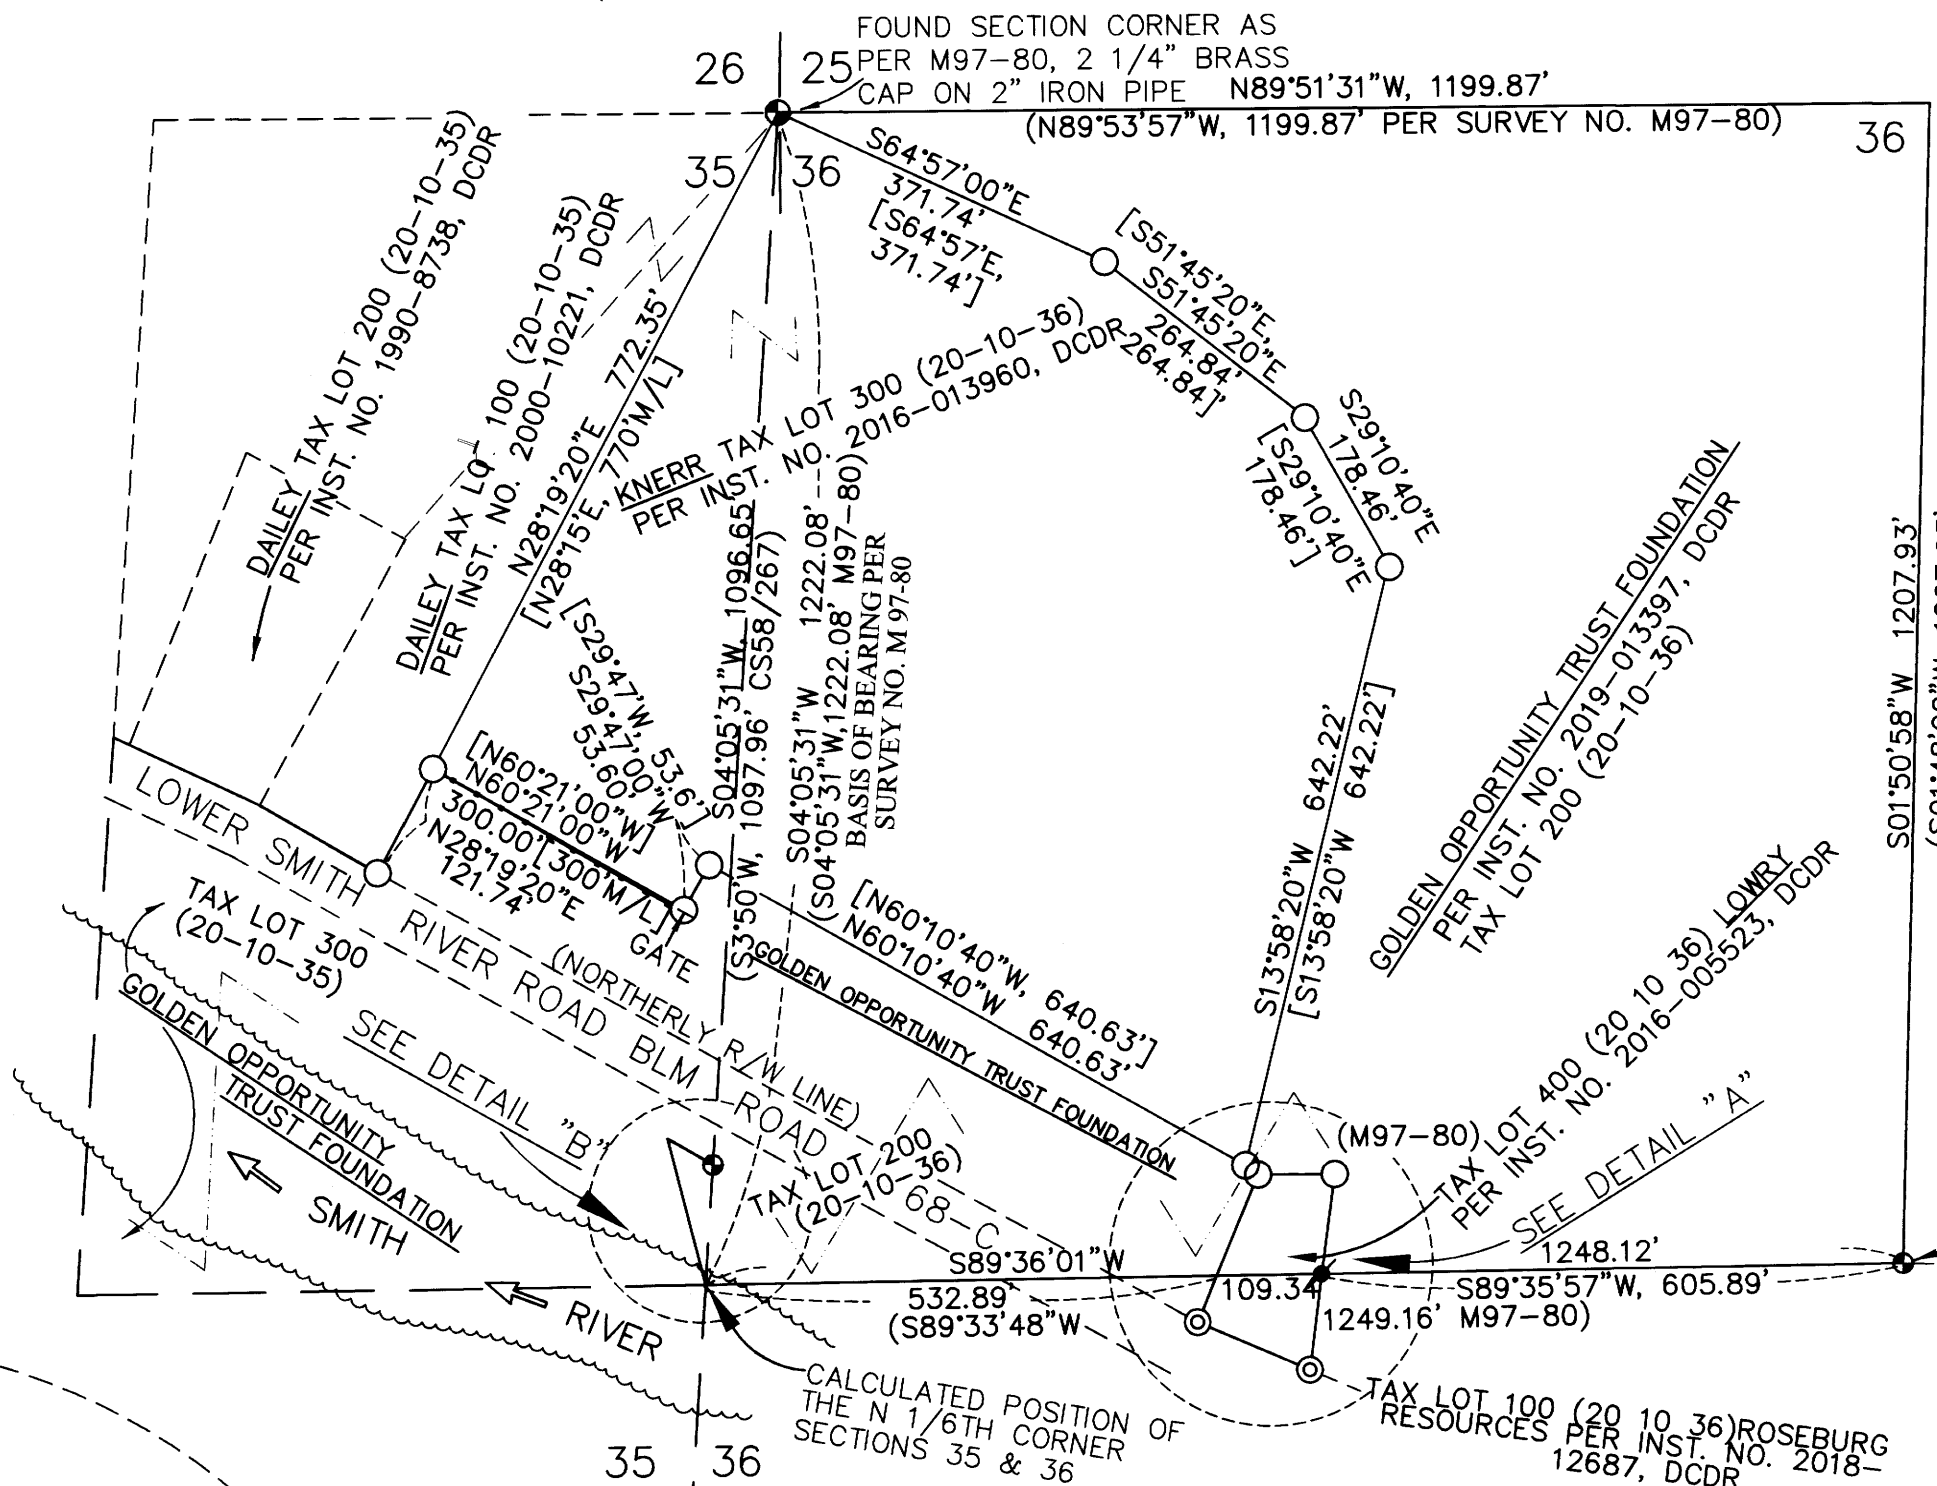 FOUND SECTION CORNER AS
PER M97-80, 2 1/4" BRASS
CAP ON 2" IRON PIPE
N89°51'31"W, 1199.87'
(N89°53'57"W, 1199.87' PER SURVEY NO. M97-80)
26
25
35
36
36
S64°57'00"E
371.74'
[S64°57'E,
371.74']
[S51°45'20"E,
S51°45'20"E
264.84'
264.84]'
S29°10'40"E
178.46'
[S29°10'40"E
178.46']
DAILEY TAX LOT 200 (20-10-35)
PER INST. NO. 1990-8738, DCDR
DAILEY TAX LOT 100 (20-10-35)
PER INST. NO. 2000-10221, DCDR
N28°19'20"E 772.35'
[N28°15'E, 770'M/L]
KNERR TAX LOT 300 (20-10-36)
PER INST. NO. 2016-013960, DCDR
S04°05'31"W, 1096.65'
(S3°50'W, 1097.96' CS58/267)
S04°05'31"W 1222.08'
(S04°05'31"W,1222.08' M97-80)
BASIS OF BEARING PER
SURVEY NO. M 97-80
[S29°47'W, 53.6']
S29°47'00"W
53.60'
[N60°21'00"W]
N60°21'00"W
300.00'[300'M/L]
N28°19'20"E
121.74'
GATE
S13°58'20"W 642.22'
[S13°58'20"W 642.22']
GOLDEN OPPORTUNITY TRUST FOUNDATION
PER INST. NO. 2019-013397, DCDR
TAX LOT 200 (20-10-36)
S01°50'58"W 1207.93'
LOWER SMITH RIVER ROAD BLM ROAD 68-C
(NORTHERLY R/W LINE)
TAX LOT 300
(20-10-35)
GOLDEN OPPORTUNITY
TRUST FOUNDATION
SEE DETAIL "B"
SMITH
RIVER
[N60°10'40"W, 640.63']
N60°10'40"W 640.63'
GOLDEN OPPORTUNITY TRUST FOUNDATION
TAX LOT 200
(20-10-36)
(M97-80)
TAX LOT 400 (20 10 36) LOWRY
PER INST. NO. 2016-005523, DCDR
SEE DETAIL "A"
S89°36'01"W
532.89'
(S89°33'48"W
109.34
1248.12'
S89°35'57"W, 605.89'
1249.16' M97-80)
CALCULATED POSITION OF
THE N 1/6TH CORNER
SECTIONS 35 & 36
35
36
TAX LOT 100 (20 10 36)ROSEBURG
RESOURCES PER INST. NO. 2018-
12687, DCDR